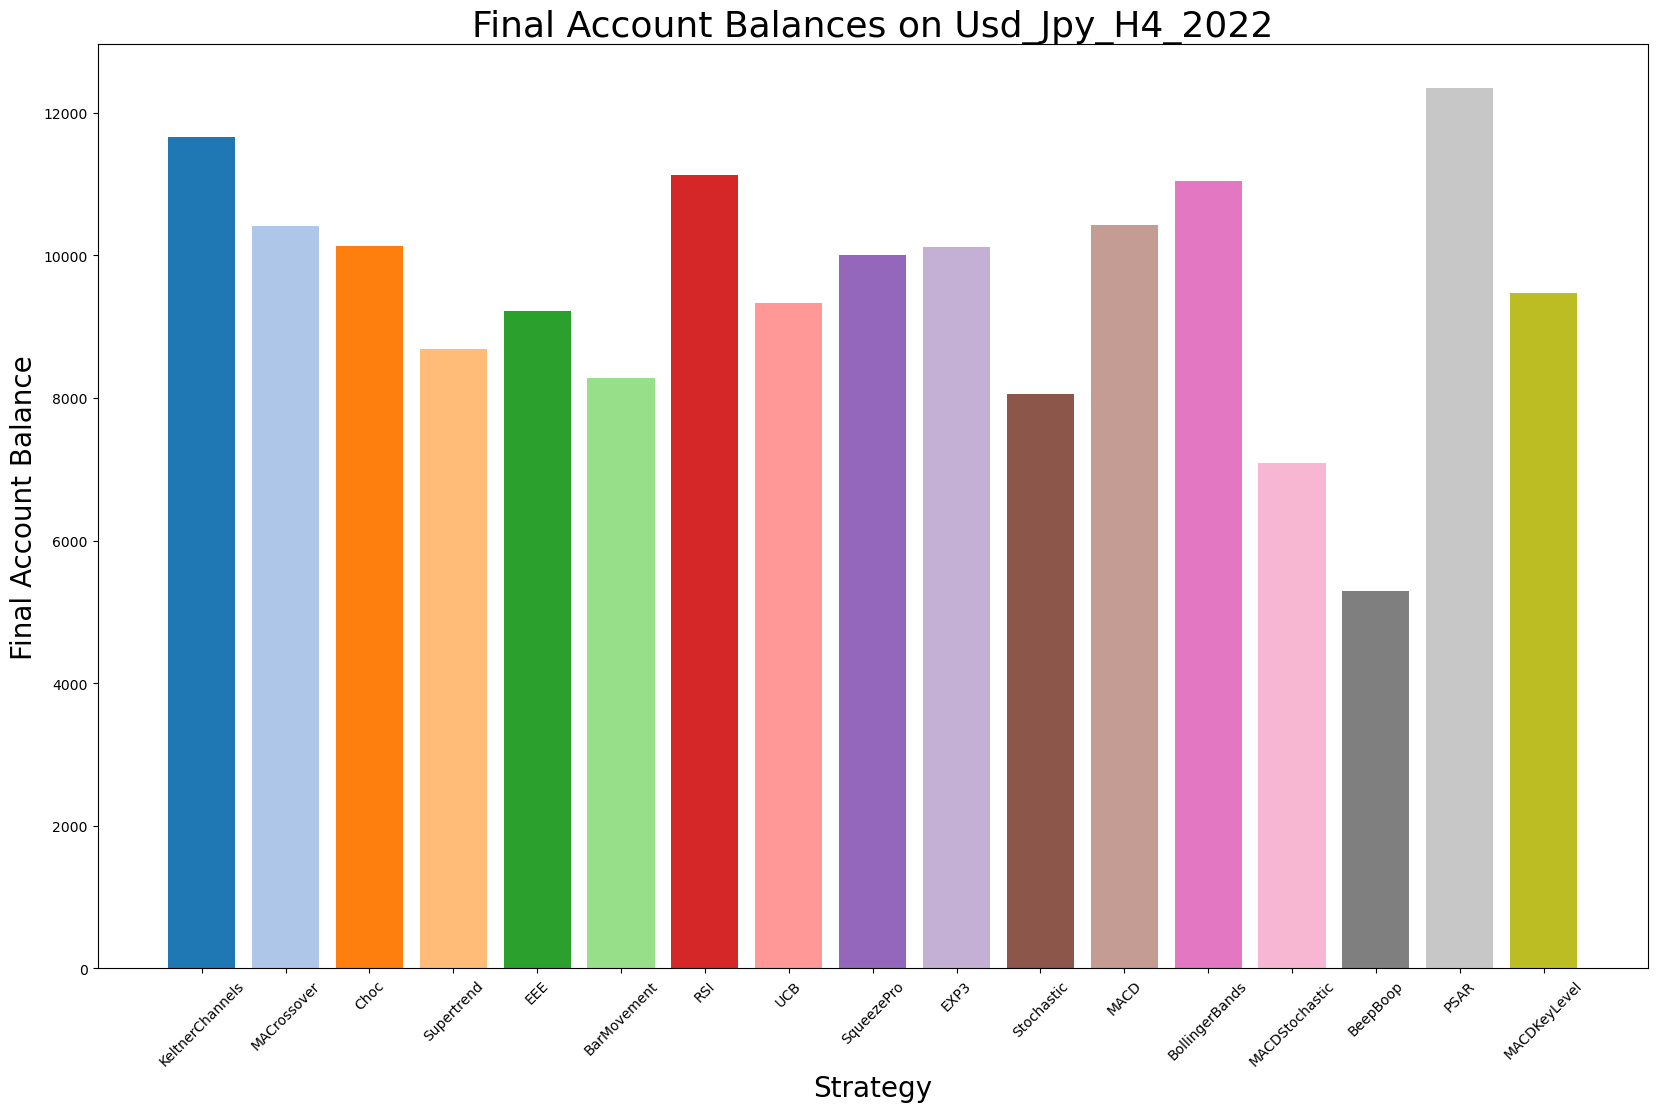 Final Account Balances on Usd_Jpy_H4_2022
Final Account Balance
12000
10000
8000
6000
4000
2000
0
KeltnerChannels
MACrossover
Choc
Supertrend
EEE
BarMovement
RSI
UCB
SqueezePro
EXP3
Stochastic
MACD
BollingerBands
MACDStochastic
BeepBoop
PSAR
MACDKeyLevel
Strategy